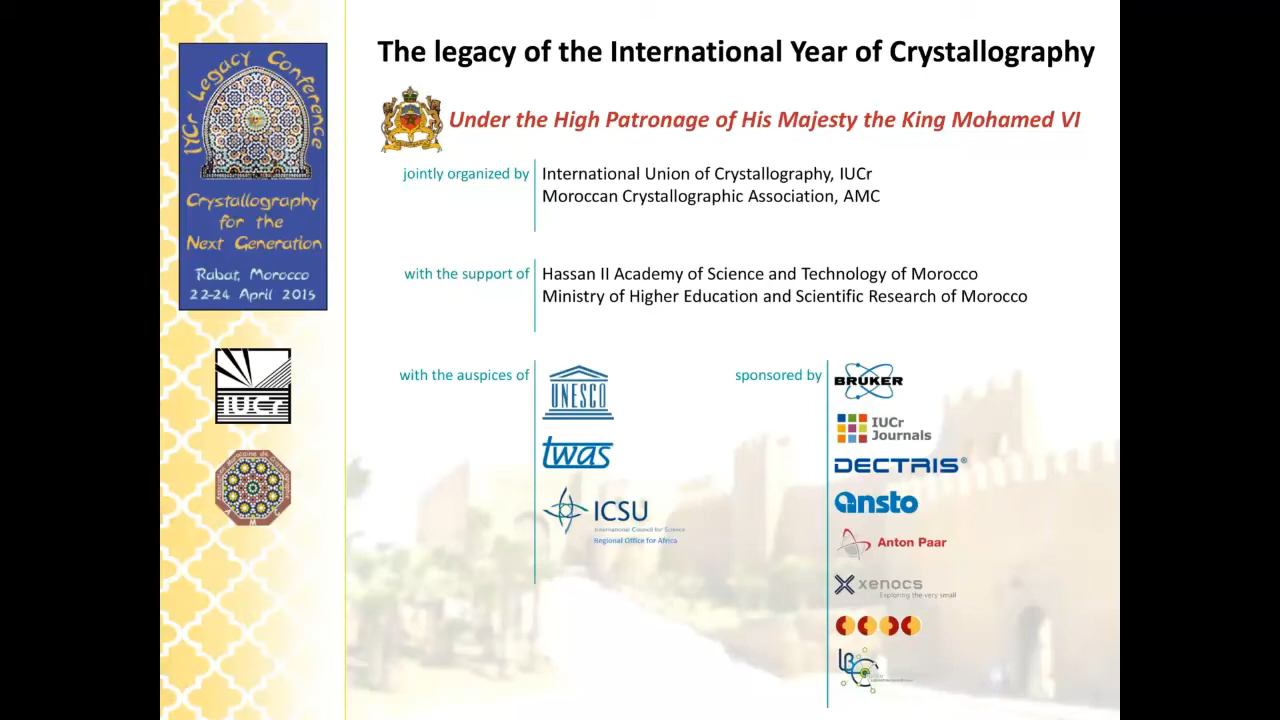 IUCr Legacy Conference
Crystallography
for the
Next Generation
Rabat, Morocco
22-24 April 2015
IUCr
The legacy of the International Year of Crystallography
Under the High Patronage of His Majesty the King Mohamed VI
jointly organized by
International Union of Crystallography, IUCr
Moroccan Crystallographic Association, AMC
with the support of
Hassan II Academy of Science and Technology of Morocco
Ministry of Higher Education and Scientific Research of Morocco
with the auspices of
UNESCO
twas
ICSU
International Council for Science
Regional Office for Africa
sponsored by
BRUKER
IUCr
Journals
DECTRIS®
ansto
Anton Paar
xenocs
Exploring the very small
CCDC